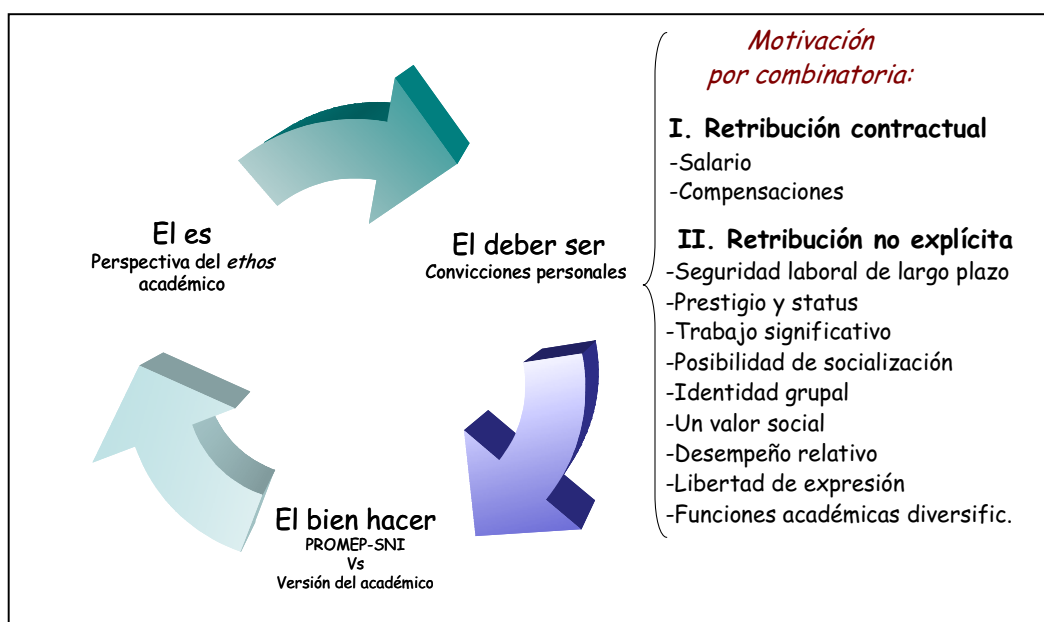 Motivación
por combinatoria:
I. Retribución contractual
-Salario
-Compensaciones
II. Retribución no explícita
-Seguridad laboral de largo plazo
-Prestigio y status
-Trabajo significativo
-Posibilidad de socialización
-Identidad grupal
-Un valor social
-Desempeño relativo
-Libertad de expresión
-Funciones académicas diversific.
El es
Perspectiva del ethos
académico
El deber ser
Convicciones personales
El bien hacer
PROMEP-SNI
Vs
Versión del académico